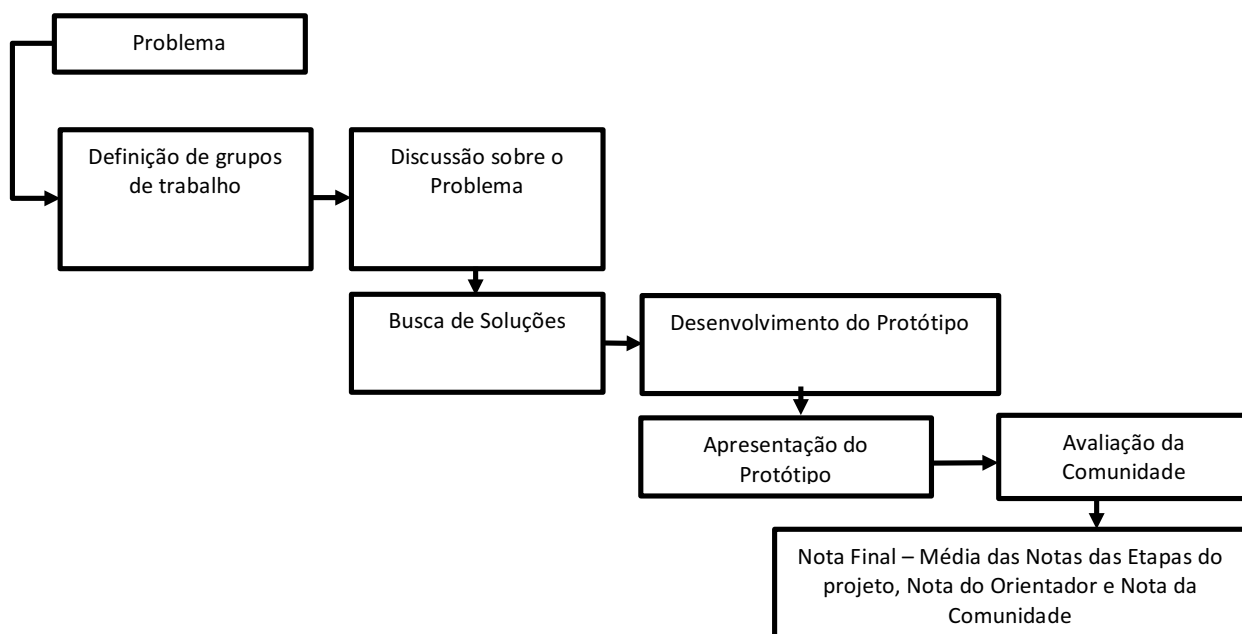 Problema
Definição de grupos
de trabalho
Discussão sobre o
Problema
Busca de Soluções
Desenvolvimento do Protótipo
Apresentação do
Protótipo
Avaliação da
Comunidade
Nota Final – Média das Notas das Etapas do
projeto, Nota do Orientador e Nota da
Comunidade